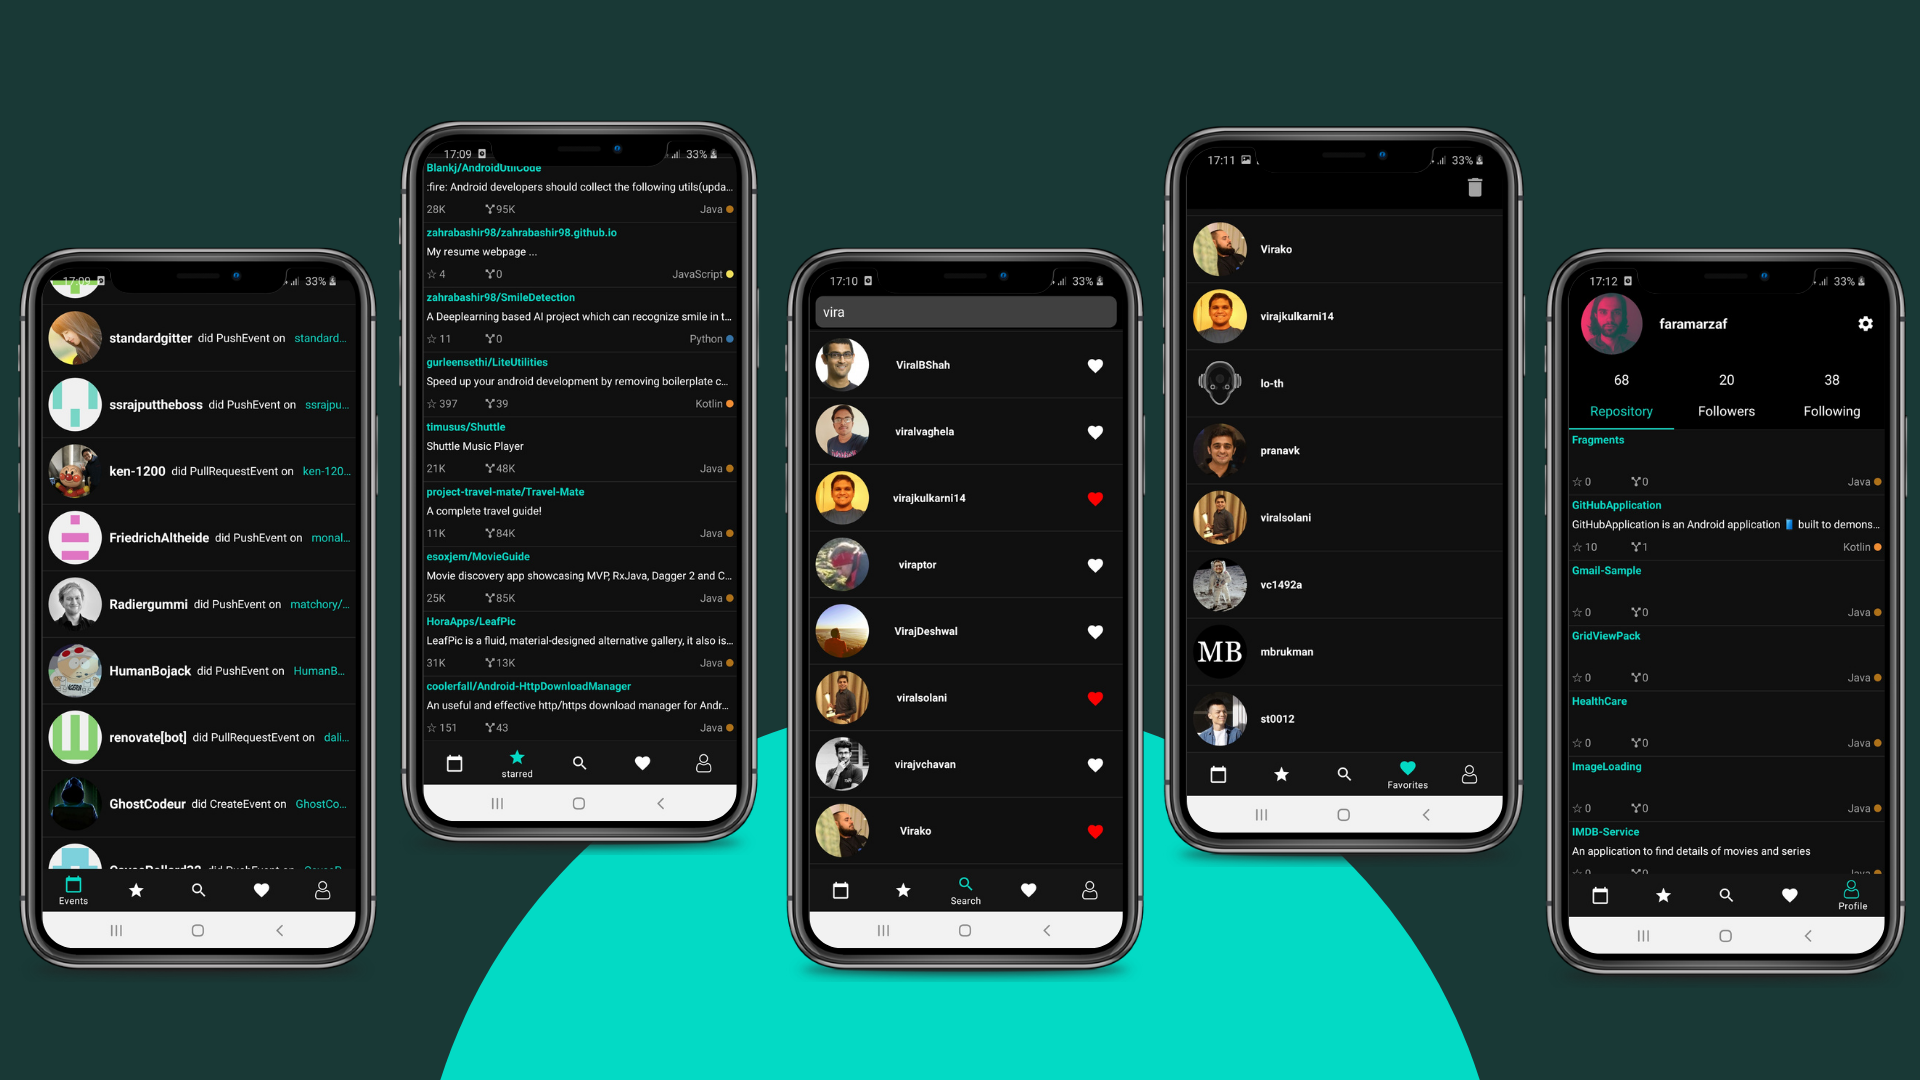 17:09 33%
standardgitter did PushEvent on standard...
ssrajputtheboss did PushEvent on ssrajpu...
ken-1200 did PullRequestEvent on ken-120...
FriedrichAltheide did PushEvent on monal...
Radiergummi did PushEvent on matchory/...
HumanBojack did PushEvent on HumanB...
renovate[bot] did PullRequestEvent on dali...
GhostCodeur did CreateEvent on GhostCo...
Events
17:09 33%
Blankj/AndroidUtilCode
:fire: Android developers should collect the following utils(upda...
28K 95K Java
zahrabashir98/zahrabashir98.github.io
My resume webpage ...
4 0 JavaScript
zahrabashir98/SmileDetection
A Deeplearning based AI project which can recognize smile in t...
11 0 Python
gurleensethi/LiteUtilities
Speed up your android development by removing boilerplate c...
397 39 Kotlin
timusus/Shuttle
Shuttle Music Player
21K 48K Java
project-travel-mate/Travel-Mate
A complete travel guide!
11K 84K Java
esoxjem/MovieGuide
Movie discovery app showcasing MVP, RxJava, Dagger 2 and C...
25K 85K Java
HoraApps/LeafPic
LeafPic is a fluid, material-designed alternative gallery, it also is...
31K 13K Java
coolerfall/Android-HttpDownloadManager
An useful and effective http/https download manager for Andr...
151 43 Java
starred
17:10 33%
vira
ViralBShah
viralvaghela
virajkulkarni14
viraptor
VirajDeshwal
viralsolani
virajvchavan
Virako
Search
17:11 33%
Virako
virajkulkarni14
lo-th
pranavk
viralsolani
vc1492a
MB mbrukman
st0012
Favorites
17:12 33%
faramarzaf
68 20 38
Repository Followers Following
Fragments
0 0 Java
GitHubApplication
GitHubApplication is an Android application 📱 built to demons...
10 1 Kotlin
Gmail-Sample
0 0 Java
GridViewPack
0 0 Java
HealthCare
0 0 Java
ImageLoading
0 0 Java
IMDB-Service
An application to find details of movies and series
0 0 Java
Profile